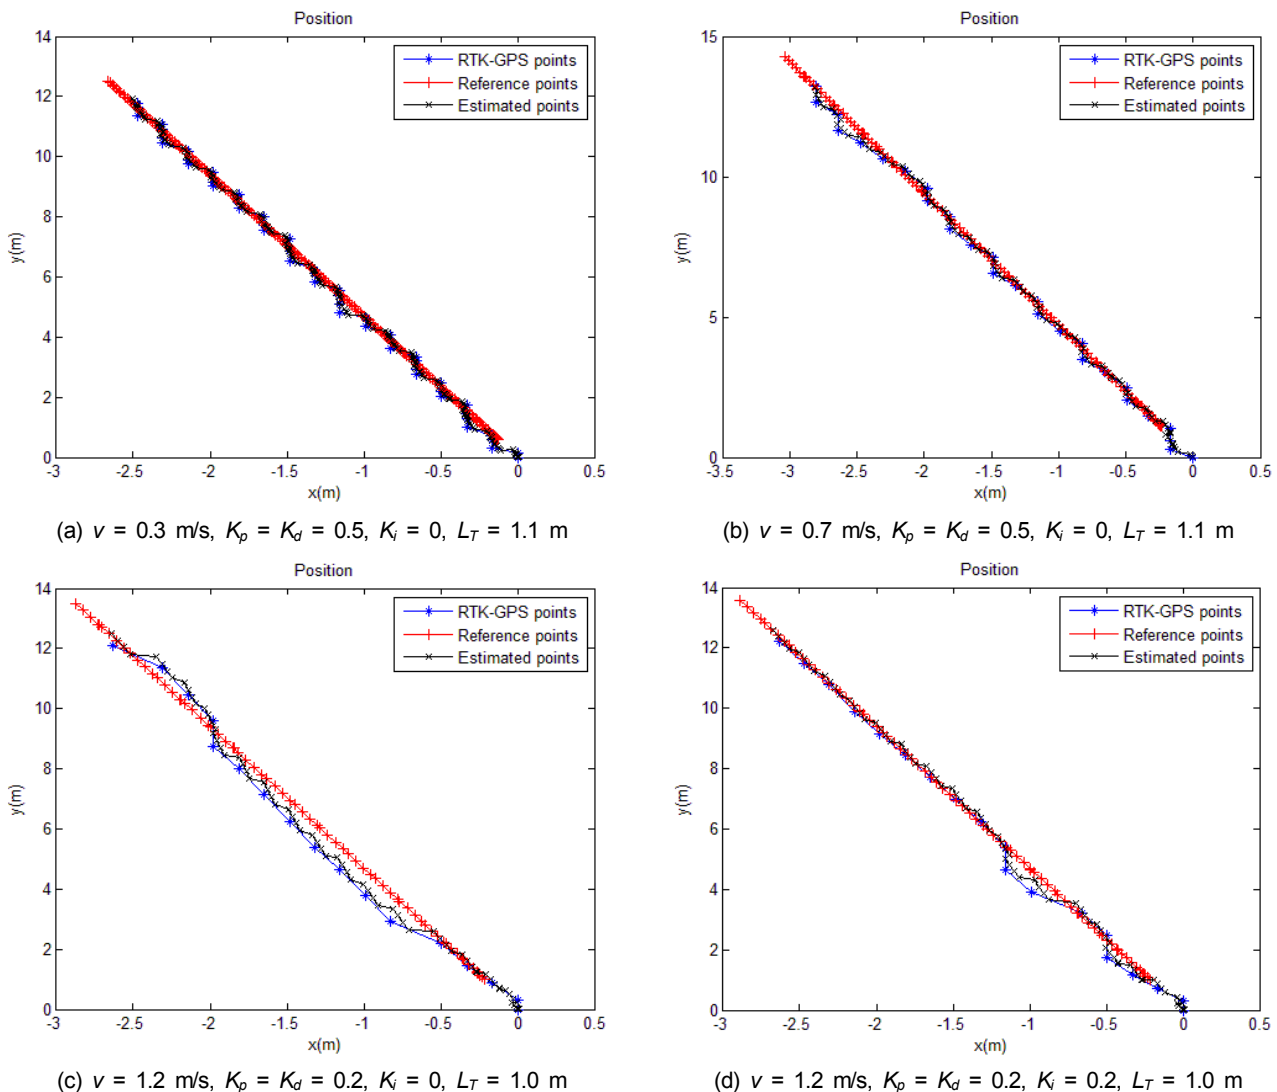 Position
14
12
10
8
6
4
2
0
y(m)
-3
-2.5
-2
-1.5
-1
-0.5
0
0.5
x(m)
RTK-GPS points
Reference points
Estimated points
(a) v = 0.3 m/s, Kp = Kd = 0.5, Ki = 0, LT = 1.1 m
Position
15
10
5
0
y(m)
-3.5
-3
-2.5
-2
-1.5
-1
-0.5
0
0.5
x(m)
RTK-GPS points
Reference points
Estimated points
(b) v = 0.7 m/s, Kp = Kd = 0.5, Ki = 0, LT = 1.1 m
Position
14
12
10
8
6
4
2
0
y(m)
-3
-2.5
-2
-1.5
-1
-0.5
0
0.5
x(m)
RTK-GPS points
Reference points
Estimated points
(c) v = 1.2 m/s, Kp = Kd = 0.2, Ki = 0, LT = 1.0 m
Position
14
12
10
8
6
4
2
0
y(m)
-3
-2.5
-2
-1.5
-1
-0.5
0
0.5
x(m)
RTK-GPS points
Reference points
Estimated points
(d) v = 1.2 m/s, Kp = Kd = 0.2, Ki = 0.2, LT = 1.0 m